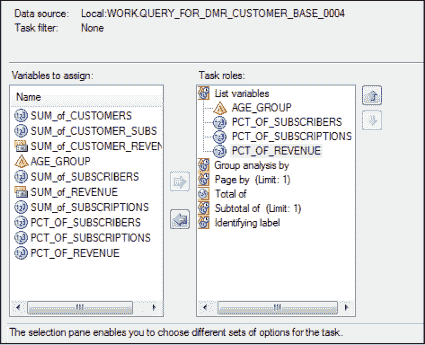 Data source: Local:WORK.QUERY_FOR_DMR_CUSTOMER_BASE_0004
Task filter: None
Variables to assign:
Name
SUM_of_CUSTOMERS
SUM_of_CUSTOMER_SUBS
SUM_of_CUSTOMER_REVEN
AGE_GROUP
SUM_of_SUBSCRIBERS
SUM_of_REVENUE
SUM_of_SUBSCRIPTIONS
PCT_OF_SUBSCRIBERS
PCT_OF_SUBSCRIPTIONS
PCT_OF_REVENUE
Task roles:
List variables
AGE_GROUP
PCT_OF_SUBSCRIBERS
PCT_OF_SUBSCRIPTIONS
PCT_OF_REVENUE
Group analysis by
Page by (Limit: 1)
Total of
Subtotal of (Limit: 1)
Identifying label
The selection pane enables you to choose different sets of options for the task.